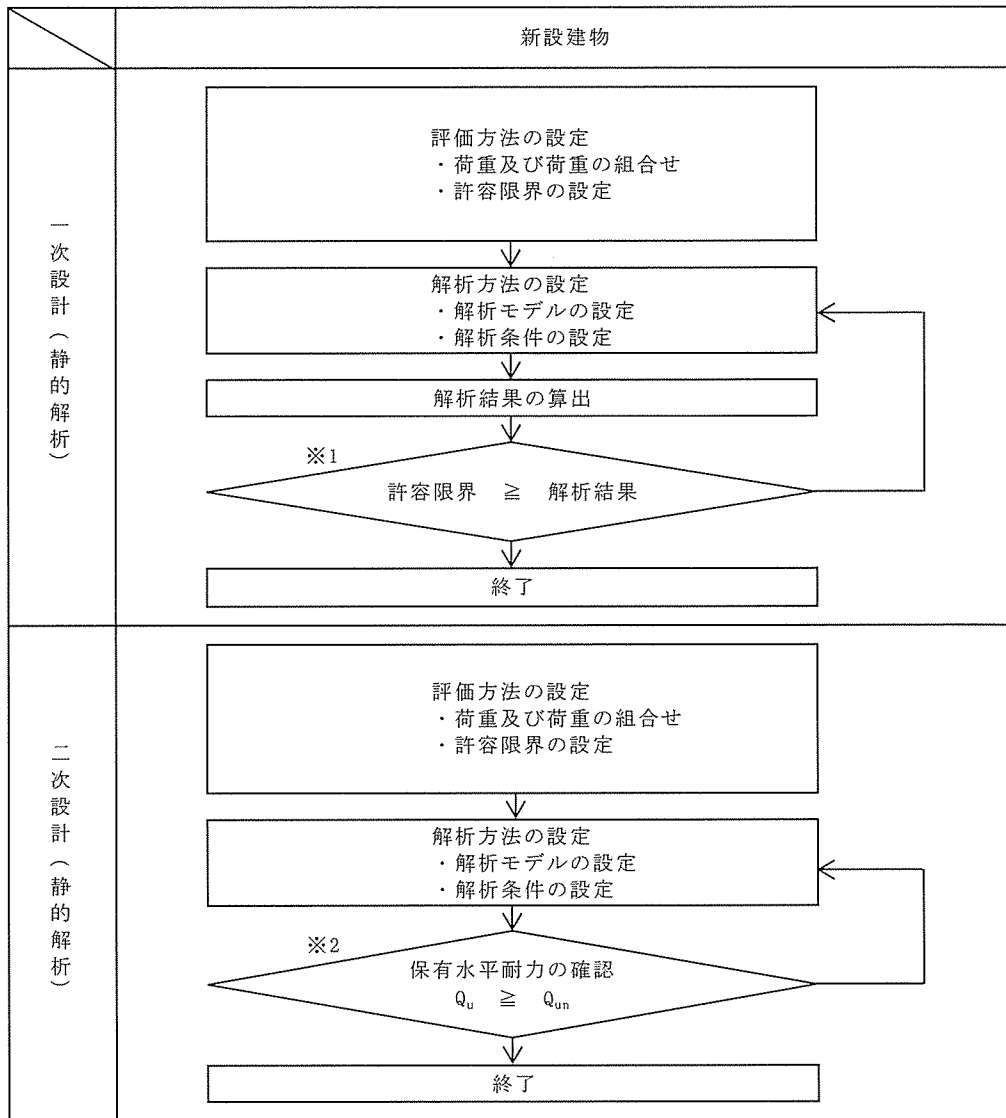 新設建物
一次設計（静的解析）
評価方法の設定
・荷重及び荷重の組合せ
・許容限界の設定
解析方法の設定
・解析モデルの設定
・解析条件の設定
解析結果の算出
※1
許容限界 ≧ 解析結果
終了
二次設計（静的解析）
評価方法の設定
・荷重及び荷重の組合せ
・許容限界の設定
解析方法の設定
・解析モデルの設定
・解析条件の設定
※2
保有水平耐力の確認
Qu ≧ Qun
終了